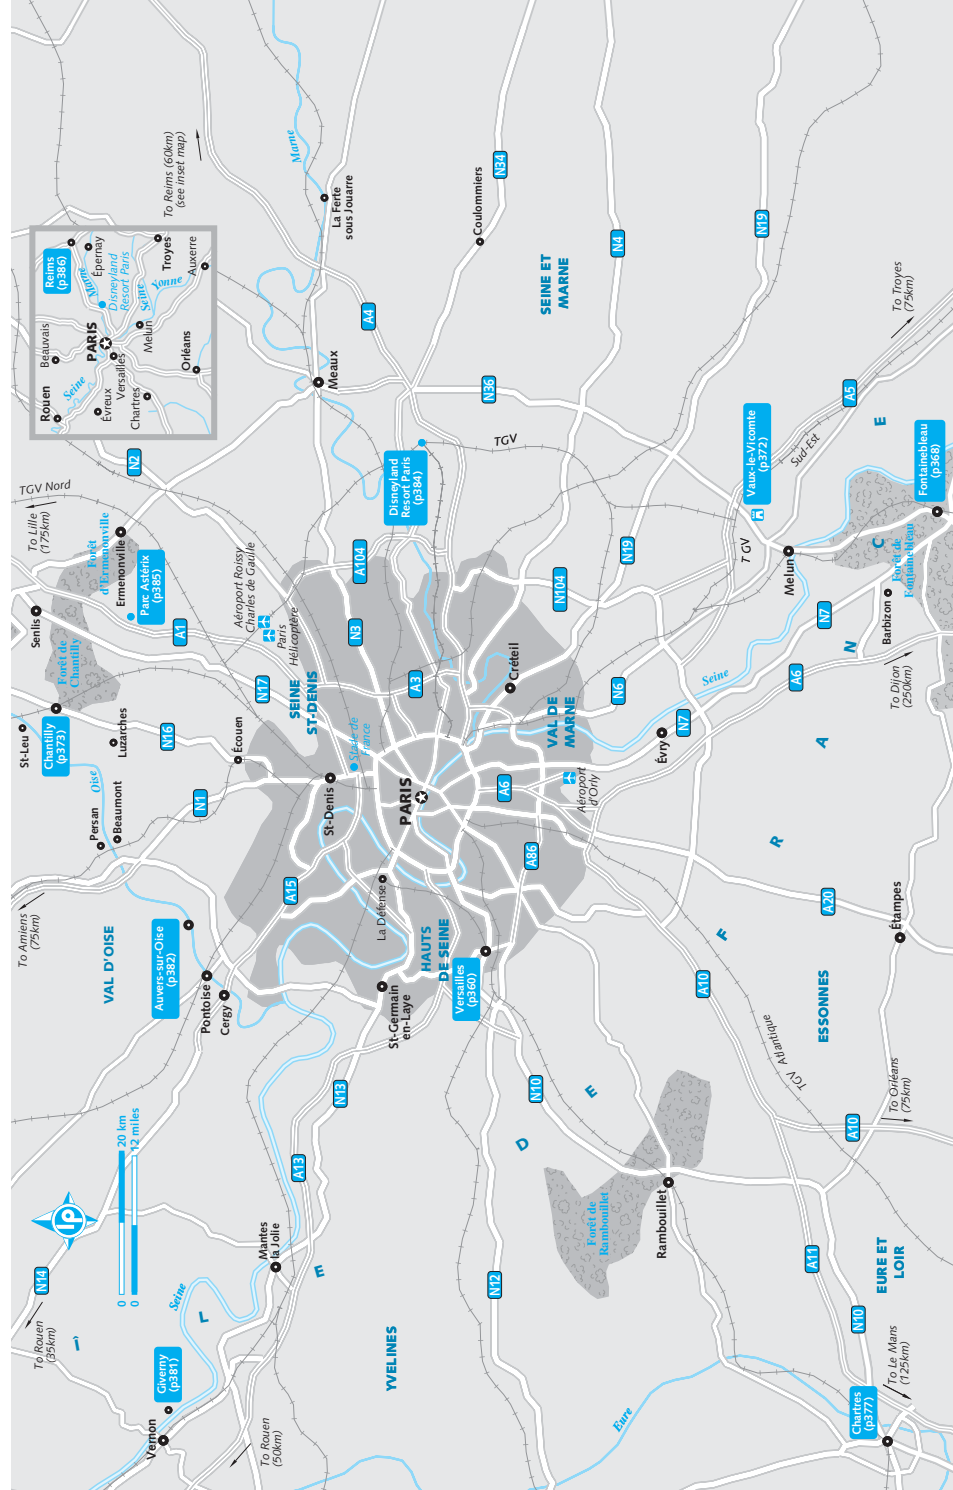 To Rouen
(35km)
N14
0
20 km
0
12 miles
Î
L
E
D
E
F
R
A
N
C
E
Giverny
(p381)
Vernon
To Rouen
(50km)
Seine
Mantes
la Jolie
A13
N13
YVELINES
N12
Eure
Forêt de
Rambouillet
Rambouillet
N10
A11
N10
EURE ET
LOIR
Chartres
(p377)
To Le Mans
(125km)
To Amiens
(75km)
VAL D'OISE
Auvers-sur-Oise
(p382)
Pontoise
Cergy
Persan
Beaumont
Oise
N1
A15
St-Germain
en-Laye
La Défense
HAUTS
DE SEINE
Versailles
(p360)
A86
A10
TGV
Atlantique
ESSONNES
To Orléans
(75km)
A10
A20
Étampes
St-Leu
Chantilly
(p373)
Luzarches
N16
Écouen
St-Denis
Stade de
France
PARIS
A6
Aéroport
d'Orly
Évry
N7
Senlis
Forêt de
Chantilly
N17
A1
SEINE
ST-DENIS
Paris
Hélicoptère
Aéroport Roissy
Charles de Gaulle
N3
A3
Créteil
VAL DE
MARNE
N6
Seine
A6
To Dijon
(250km)
To Lille
(175km)
TGV Nord
Forêt
d'Ermenonville
Ermenonville
Parc Astérix
(p385)
N2
A104
N104
N19
Disneyland
Resort Paris
(p384)
TGV
TGV
Melun
N7
Barbizon
Forêt de
Fontainebleau
Fontainebleau
(p368)
Vaux-le-Vicomte
(p372)
Sud-Est
A5
To Troyes
(75km)
Meaux
A4
N36
SEINE ET
MARNE
La Ferte
sous Jouarre
Marne
Coulommiers
N34
N4
N19
To Reims (60km)
(see inset map)
Rouen
Beauvais
Reims
(p386)
Marne
Épernay
Seine
PARIS
Disneyland
Resort Paris
Évreux
Versailles
Melun
Seine
Troyes
Chartres
Yonne
Orléans
Auxerre
lp